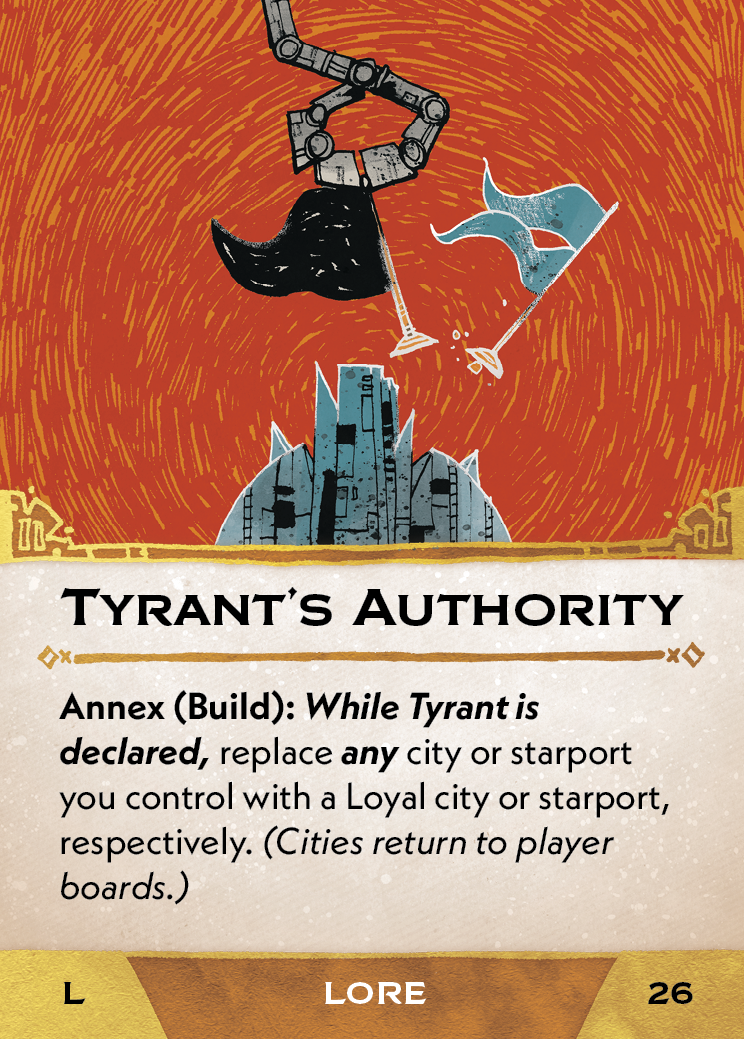 Tyrant's Authority
Annex (Build): While Tyrant is
declared, replace any city or starport
you control with a Loyal city or starport,
respectively. (Cities return to player
boards.)
L LORE 26